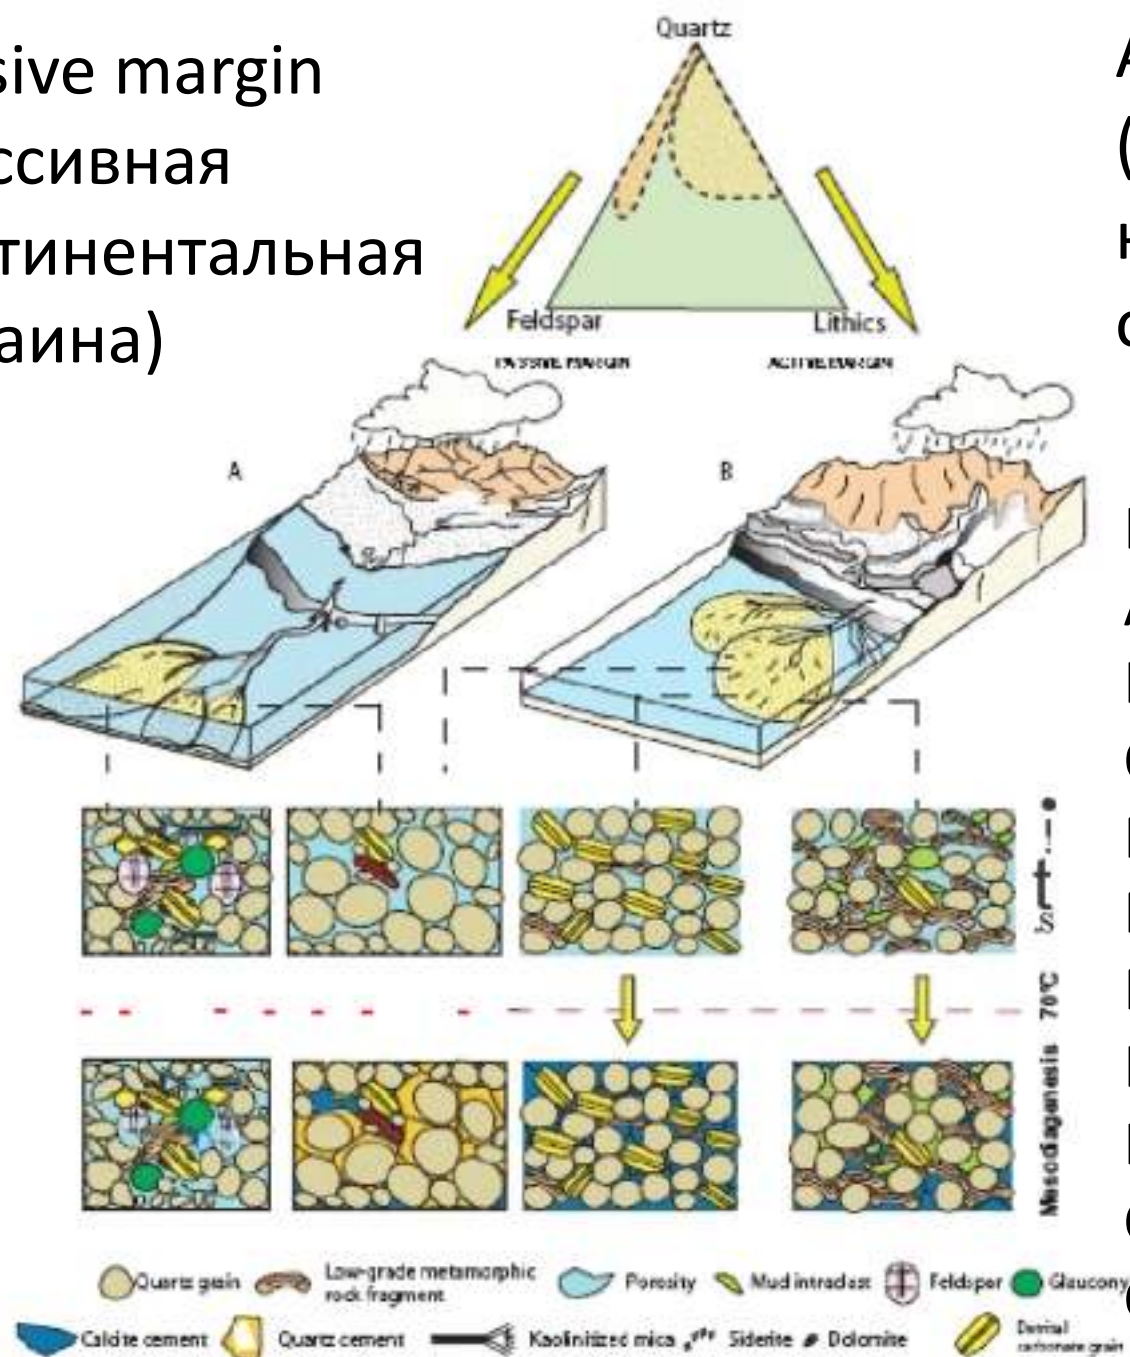 Quartz
sive margin
ссивная
тинентальная
аина)
Feldspar
Lithics
PASSIVE MARGIN
ACTIVE MARGIN
A
B
70°C
Mesodiagenesis
Quartz grain
Low-grade metamorphic
rock fragment
Porosity
Mud intraclast
Feldspar
Glaucony
Calcite cement
Quartz cement
Kaolinitized mica
Siderite
Dolomite
Detrital
carbonate grain